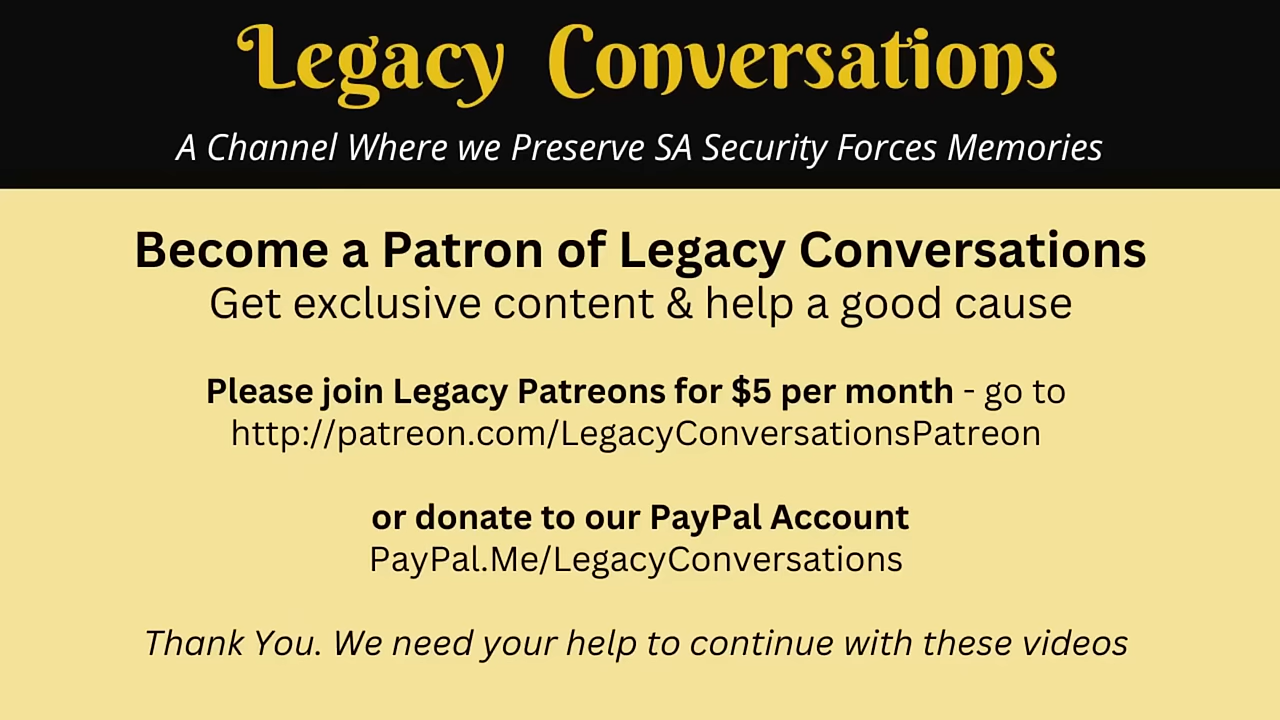 Legacy Conversations
A Channel Where we Preserve SA Security Forces Memories
Become a Patron of Legacy Conversations
Get exclusive content & help a good cause
Please join Legacy Patreons for $5 per month - go to
http://patreon.com/LegacyConversationsPatreon
or donate to our PayPal Account
PayPal.Me/LegacyConversations
Thank You. We need your help to continue with these videos